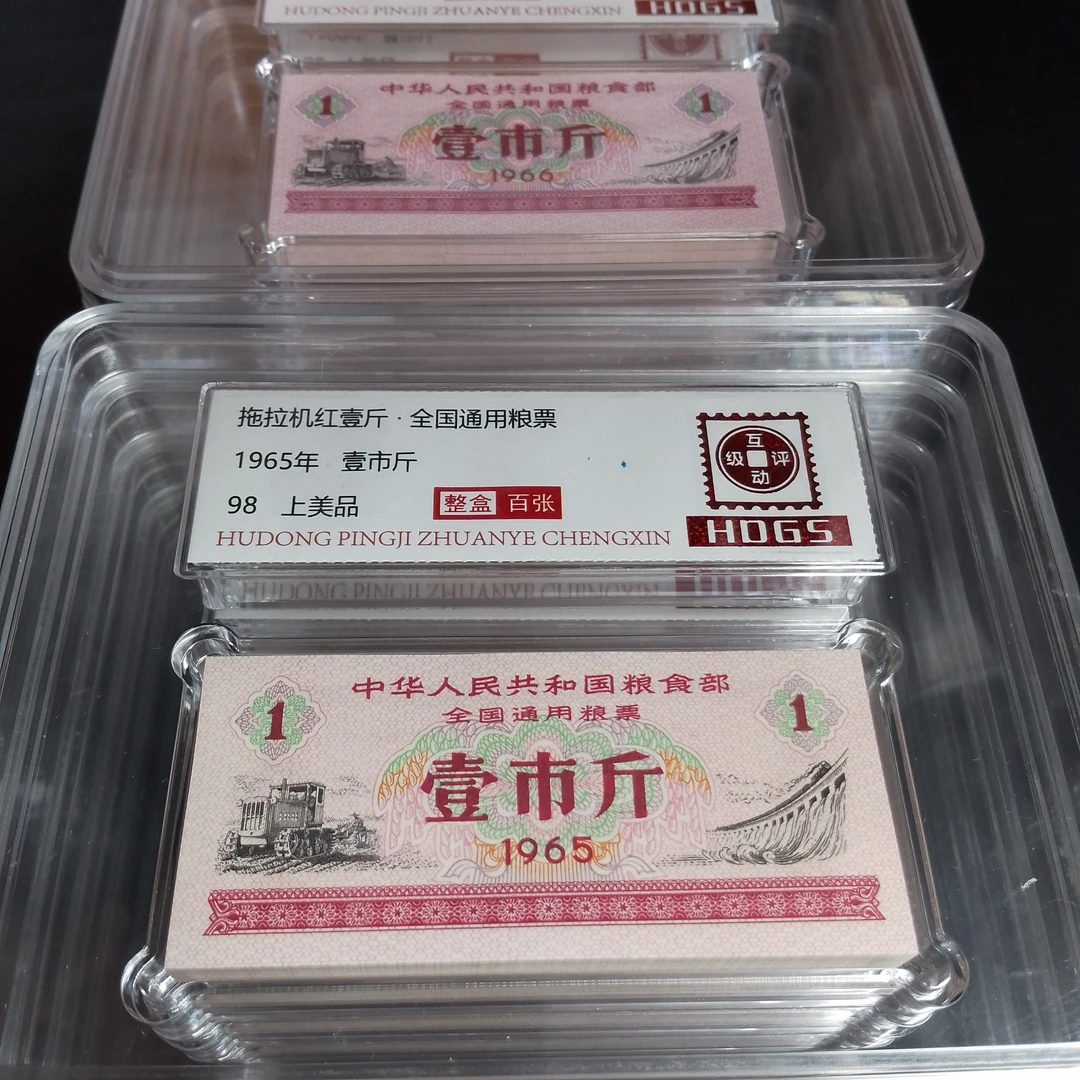 HUDONG PINGJI ZHUANYE CHENGXIN
HDGS
中华人民共和国粮食部
全国通用粮票
1
1
壹市斤
1966
拖拉机红壹斤·全国通用粮票
1965年 壹市斤
98 上美品
整盒 百张
互动评级
HUDONG PINGJI ZHUANYE CHENGXIN
HDGS
中华人民共和国粮食部
全国通用粮票
1
1
壹市斤
1965